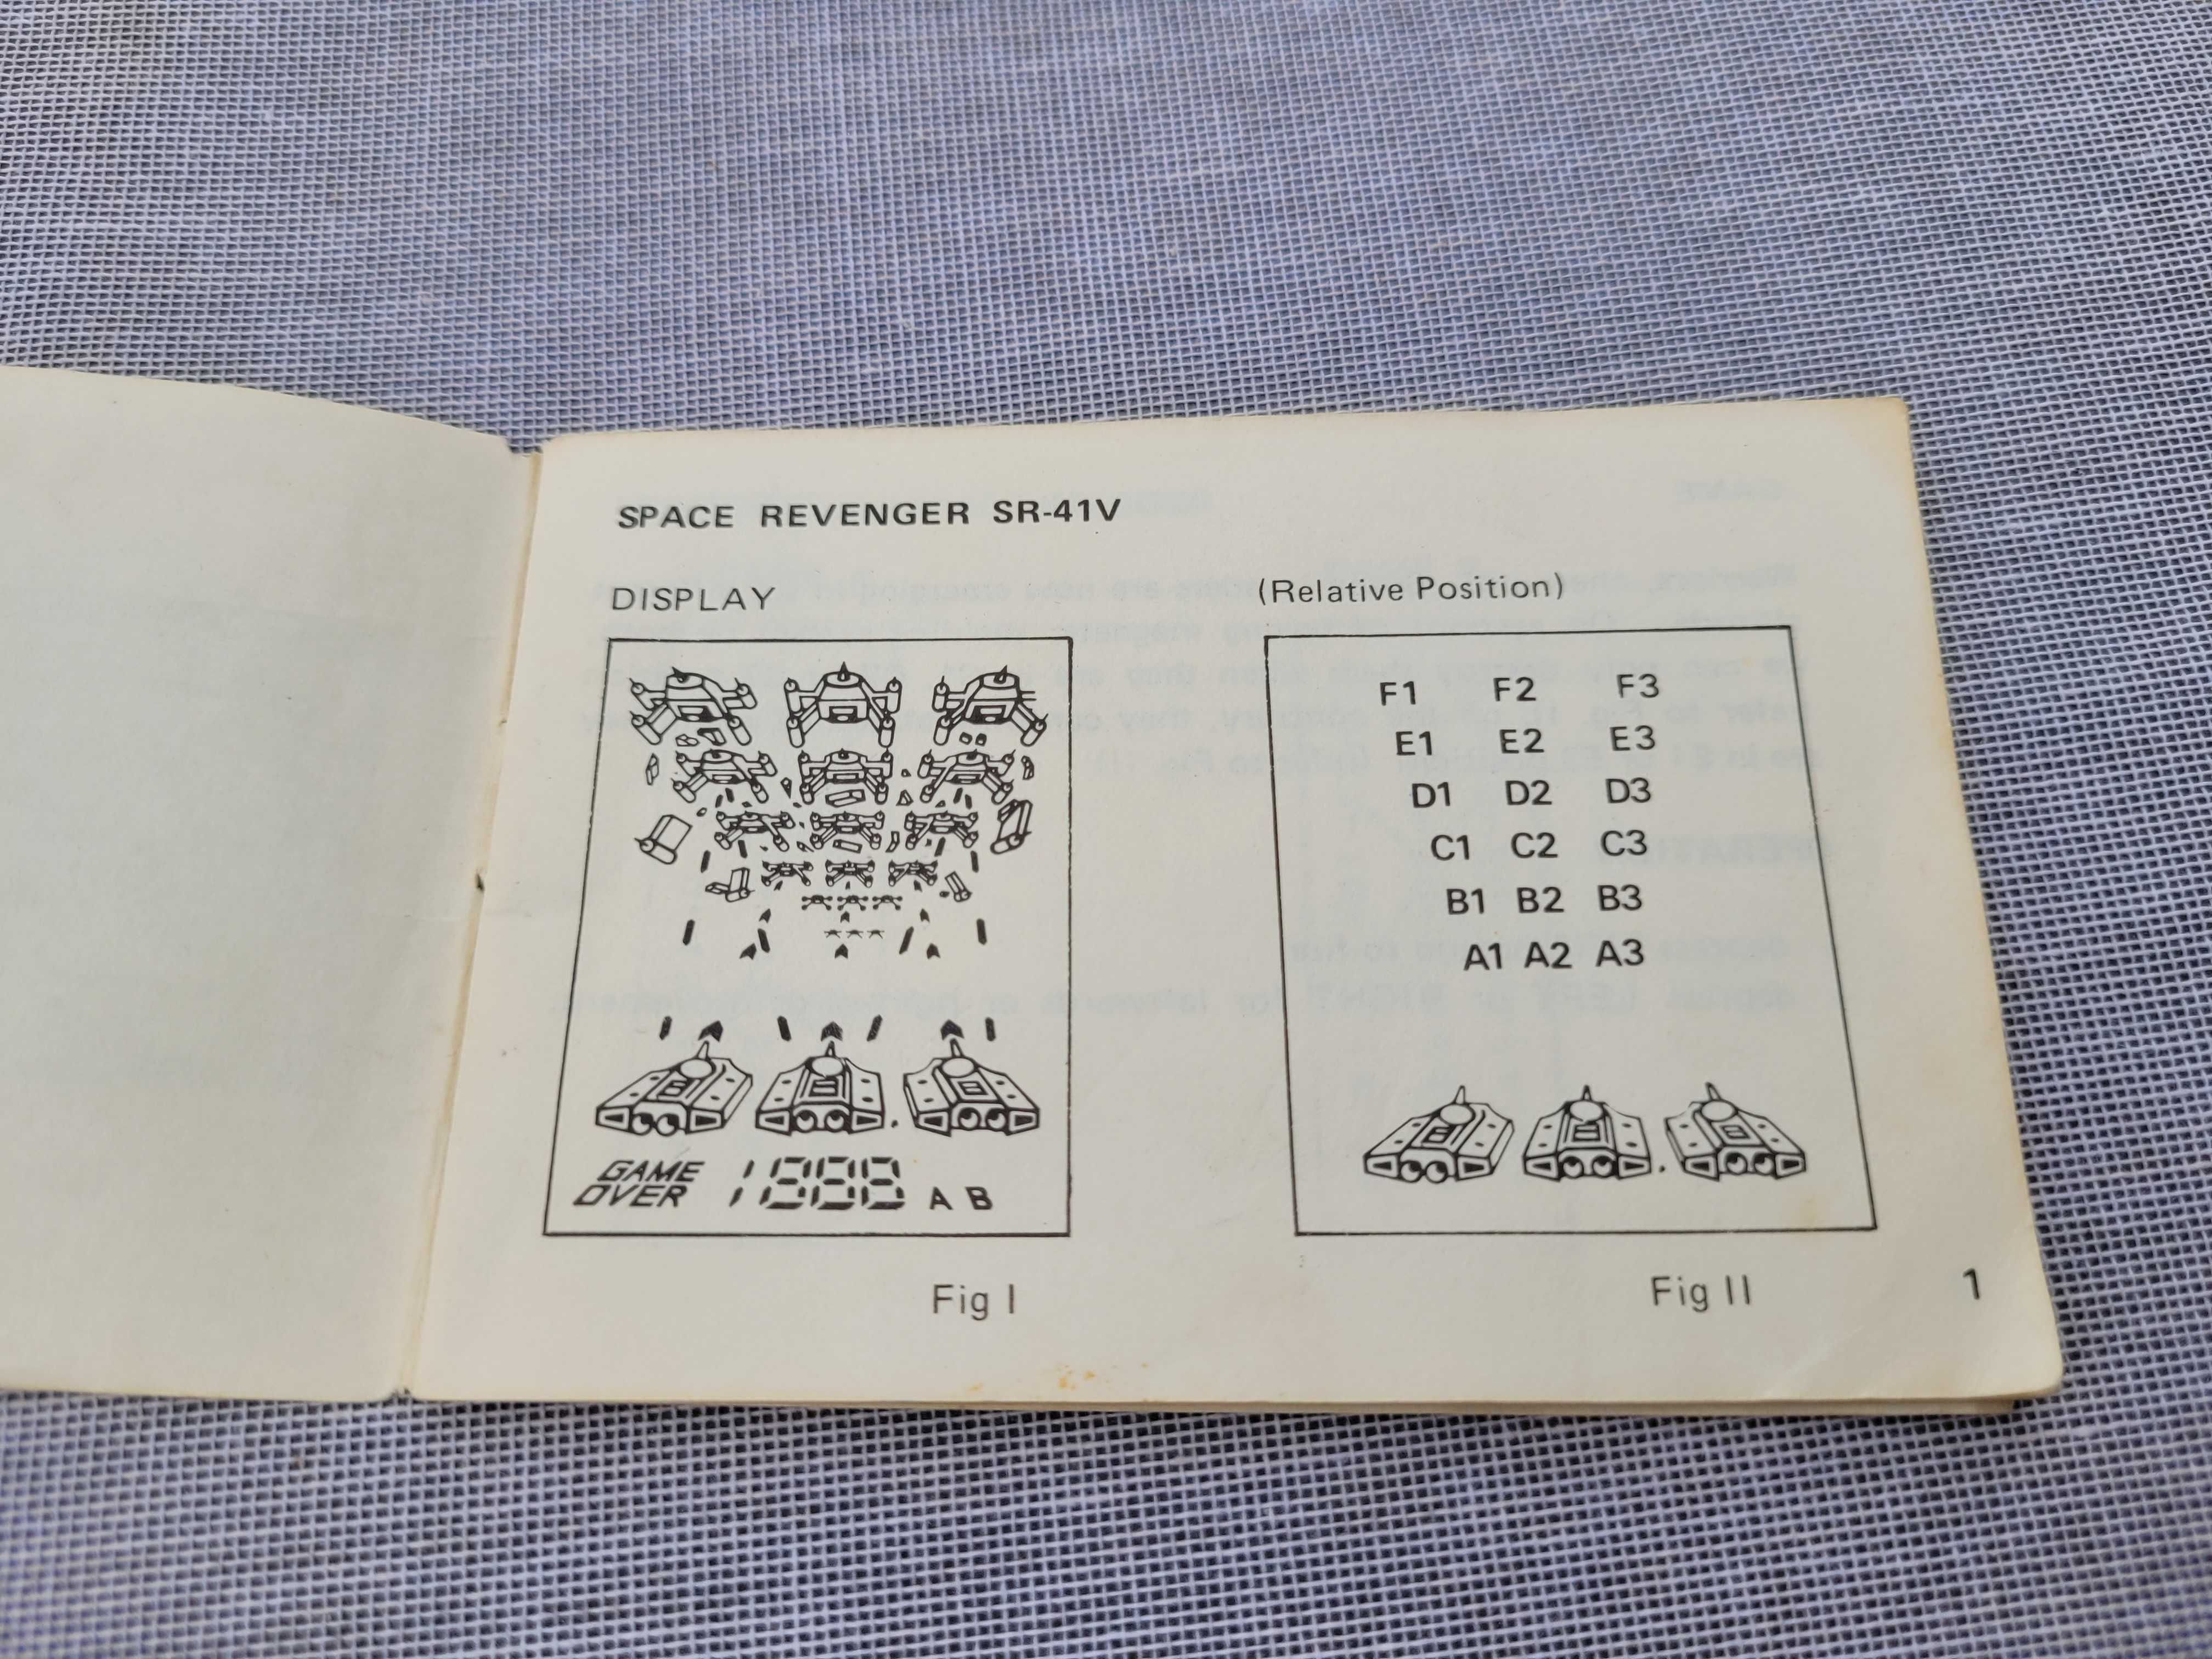 SPACE REVENGER SR-41V
DISPLAY
(Relative Position)
GAME
OVER
1888
A B
F1 F2 F3
E1 E2 E3
D1 D2 D3
C1 C2 C3
B1 B2 B3
A1 A2 A3
Fig I
Fig II
1